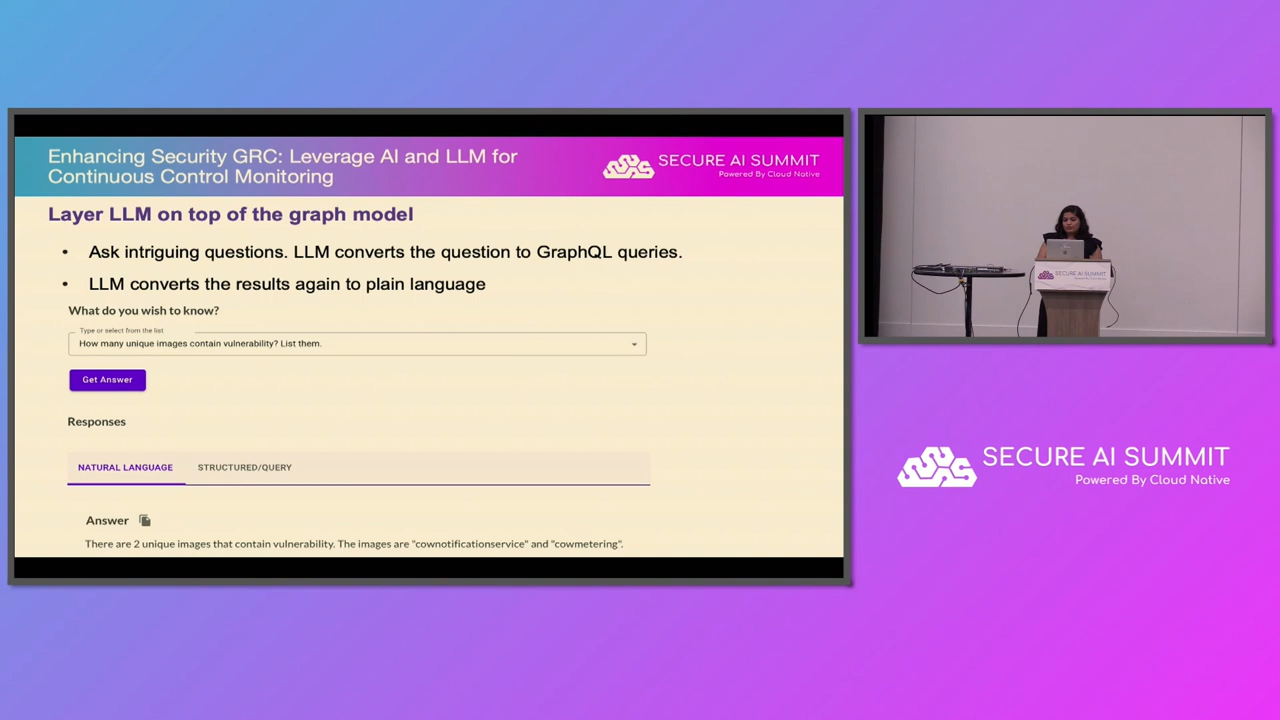 Enhancing Security GRC: Leverage AI and LLM for
Continuous Control Monitoring
SECURE AI SUMMIT
Powered By Cloud Native
Layer LLM on top of the graph model
• Ask intriguing questions. LLM converts the question to GraphQL queries.
• LLM converts the results again to plain language
What do you wish to know?
Type or select from the list
How many unique images contain vulnerability? List them.
Get Answer
Responses
NATURAL LANGUAGE STRUCTURED/QUERY
Answer
There are 2 unique images that contain vulnerability. The images are "cownotificationservice" and "cowmetering".
SECURE AI SUMMIT
SECURE AI SUMMIT
Powered By Cloud Native